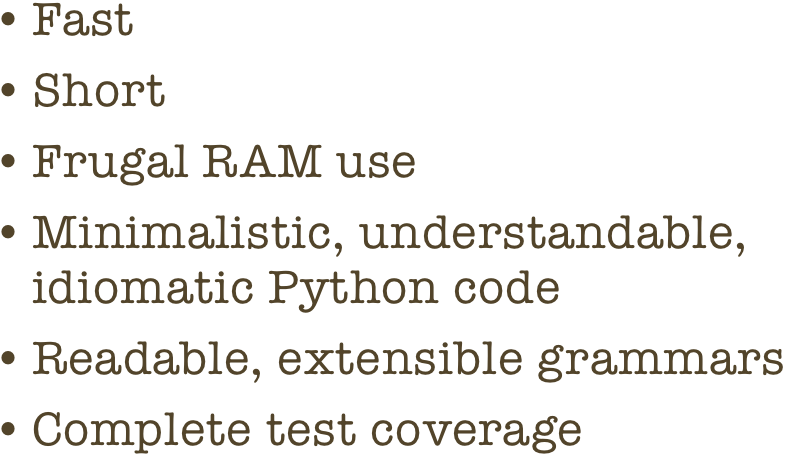 • Fast
• Short
• Frugal RAM use
• Minimalistic, understandable,
idiomatic Python code
• Readable, extensible grammars
• Complete test coverage